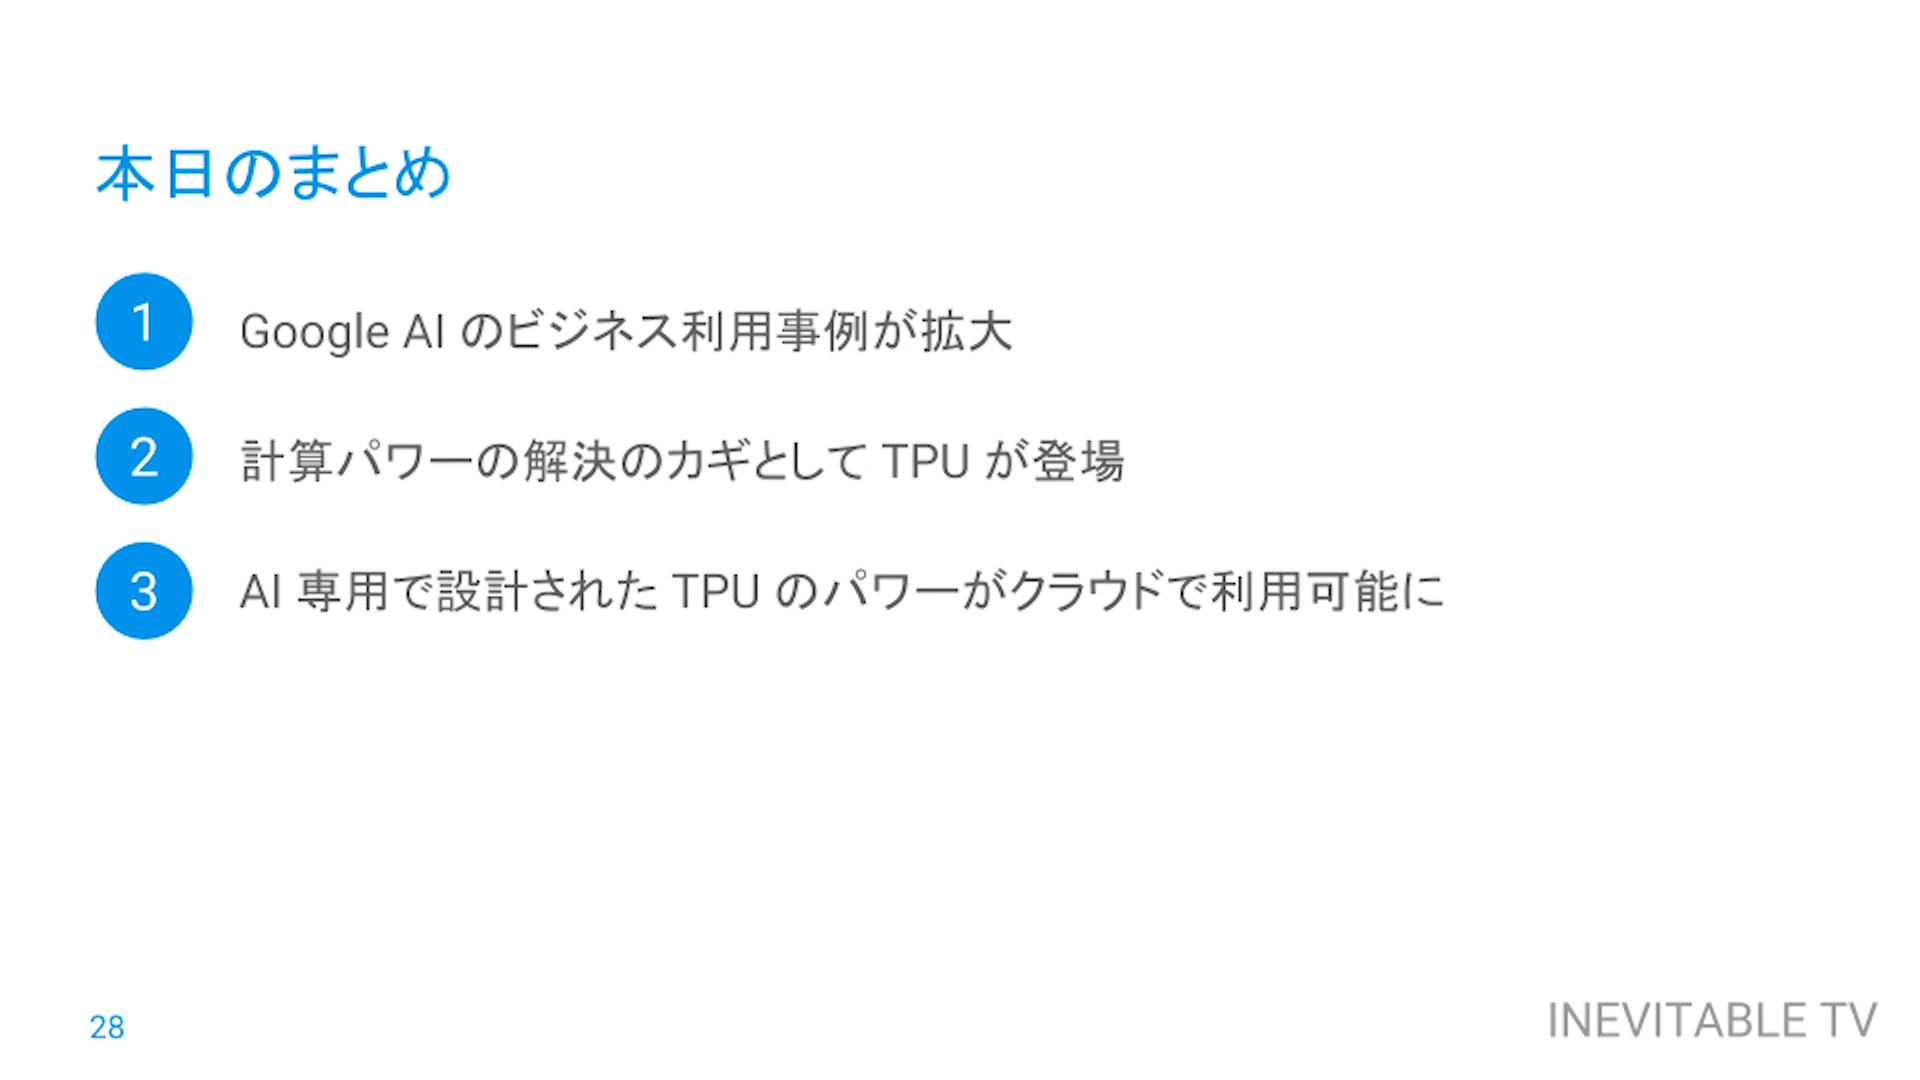 本日のまとめ
1
Google AI のビジネス利用事例が拡大
2
計算パワーの解決のカギとして TPU が登場
3
AI 専用で設計された TPU のパワーがクラウドで利用可能に
28
INEVITABLE TV